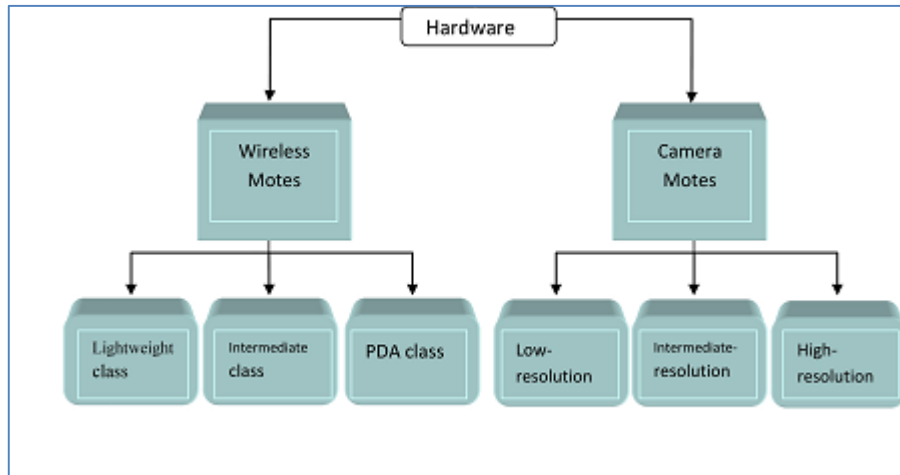 Hardware
Wireless
Motes
Camera
Motes
Lightweight
class
Intermediate
class
PDA class
Low-
resolution
Intermediate-
resolution
High-
resolution